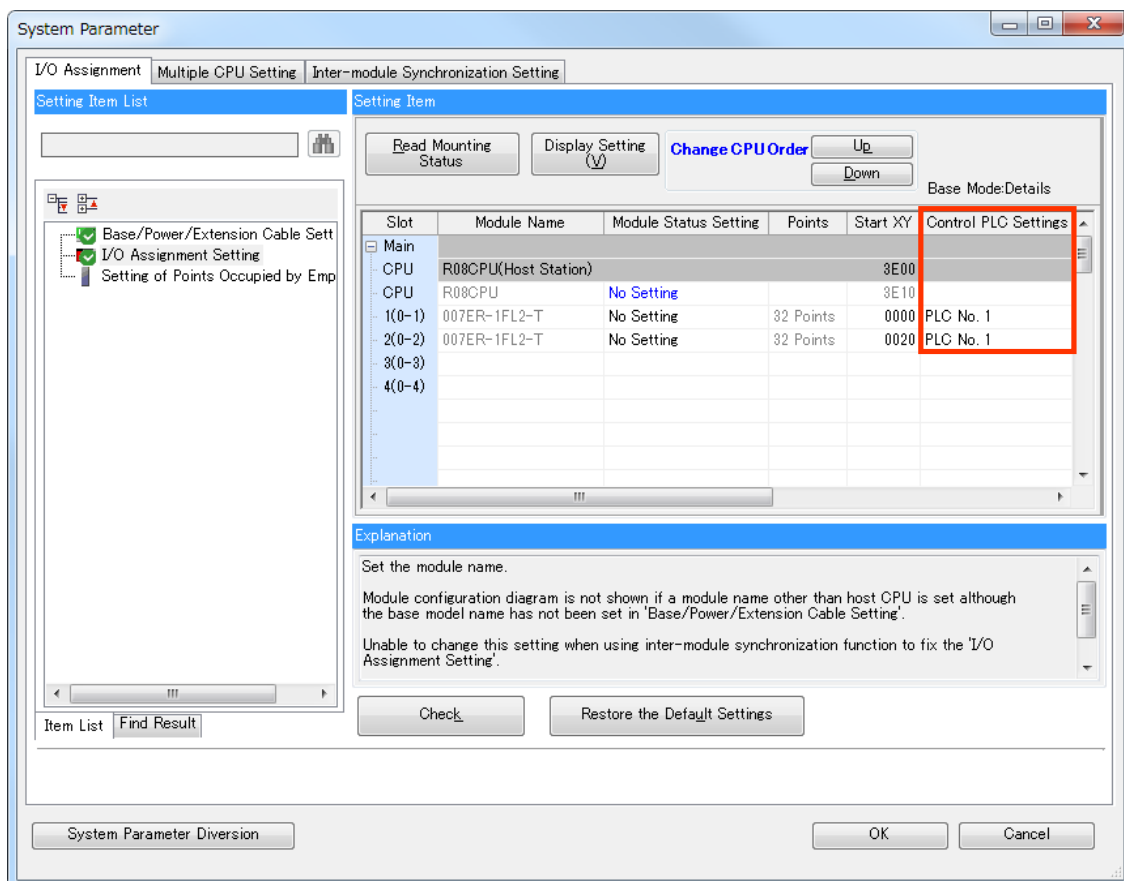 System Parameter
I/O Assignment
Multiple CPU Setting
Inter-module Synchronization Setting
Setting Item List
Setting Item
Read Mounting
Status
Display Setting
(V)
Change CPU Order
Up
Down
Base Mode:Details
Base/Power/Extension Cable Sett
I/O Assignment Setting
Setting of Points Occupied by Emp
Slot Module Name Module Status Setting Points Start XY Control PLC Settings
Main
CPU R08CPU(Host Station) 3E00
CPU R08CPU No Setting 3E10
1(0-1) 007ER-1FL2-T No Setting 32 Points 0000 PLC No. 1
2(0-2) 007ER-1FL2-T No Setting 32 Points 0020 PLC No. 1
3(0-3)
4(0-4)
Explanation
Set the module name.
Module configuration diagram is not shown if a module name other than host CPU is set although
the base model name has not been set in 'Base/Power/Extension Cable Setting'.
Unable to change this setting when using inter-module synchronization function to fix the 'I/O
Assignment Setting'.
Item List
Find Result
Check
Restore the Default Settings
System Parameter Diversion
OK
Cancel